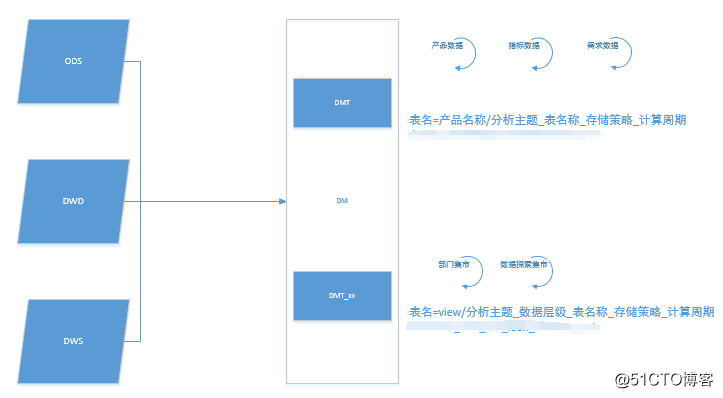 ODS
产品数据
指标数据
需求数据
DMT
表名=产品名称/分析主题_表名称_存储策略_计算周期
DWD
DM
部门集市
数据探索集市
DMT_xx
表名=view/分析主题_数据层级_表名称_存储策略_计算周期
DWS
@51CTO博客